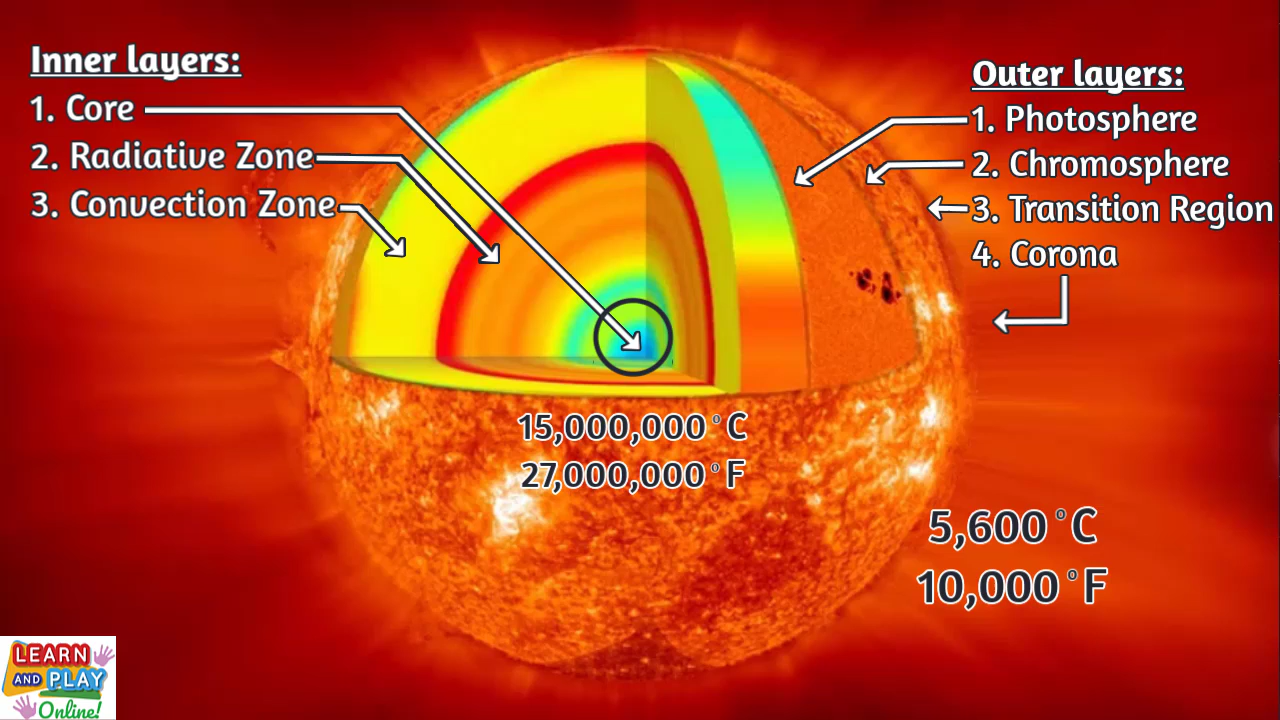 Inner layers:
1. Core
2. Radiative Zone
3. Convection Zone
Outer layers:
1. Photosphere
2. Chromosphere
3. Transition Region
4. Corona
15,000,000 °C
27,000,000 °F
5,600 °C
10,000 °F
LEARN
AND PLAY
Online!